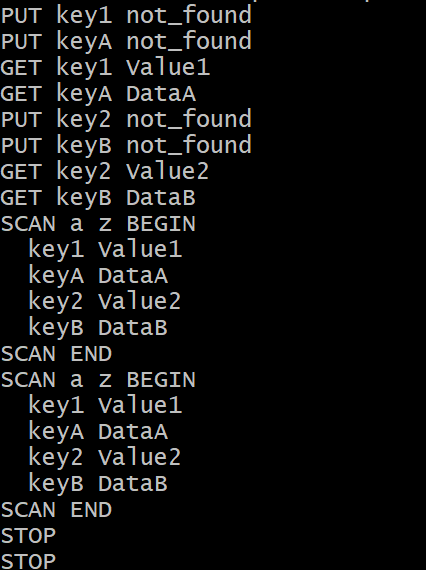 PUT key1 not_found
PUT keyA not_found
GET key1 Value1
GET keyA DataA
PUT key2 not_found
PUT keyB not_found
GET key2 Value2
GET keyB DataB
SCAN a z BEGIN
  key1 Value1
  keyA DataA
  key2 Value2
  keyB DataB
SCAN END
SCAN a z BEGIN
  key1 Value1
  keyA DataA
  key2 Value2
  keyB DataB
SCAN END
STOP
STOP